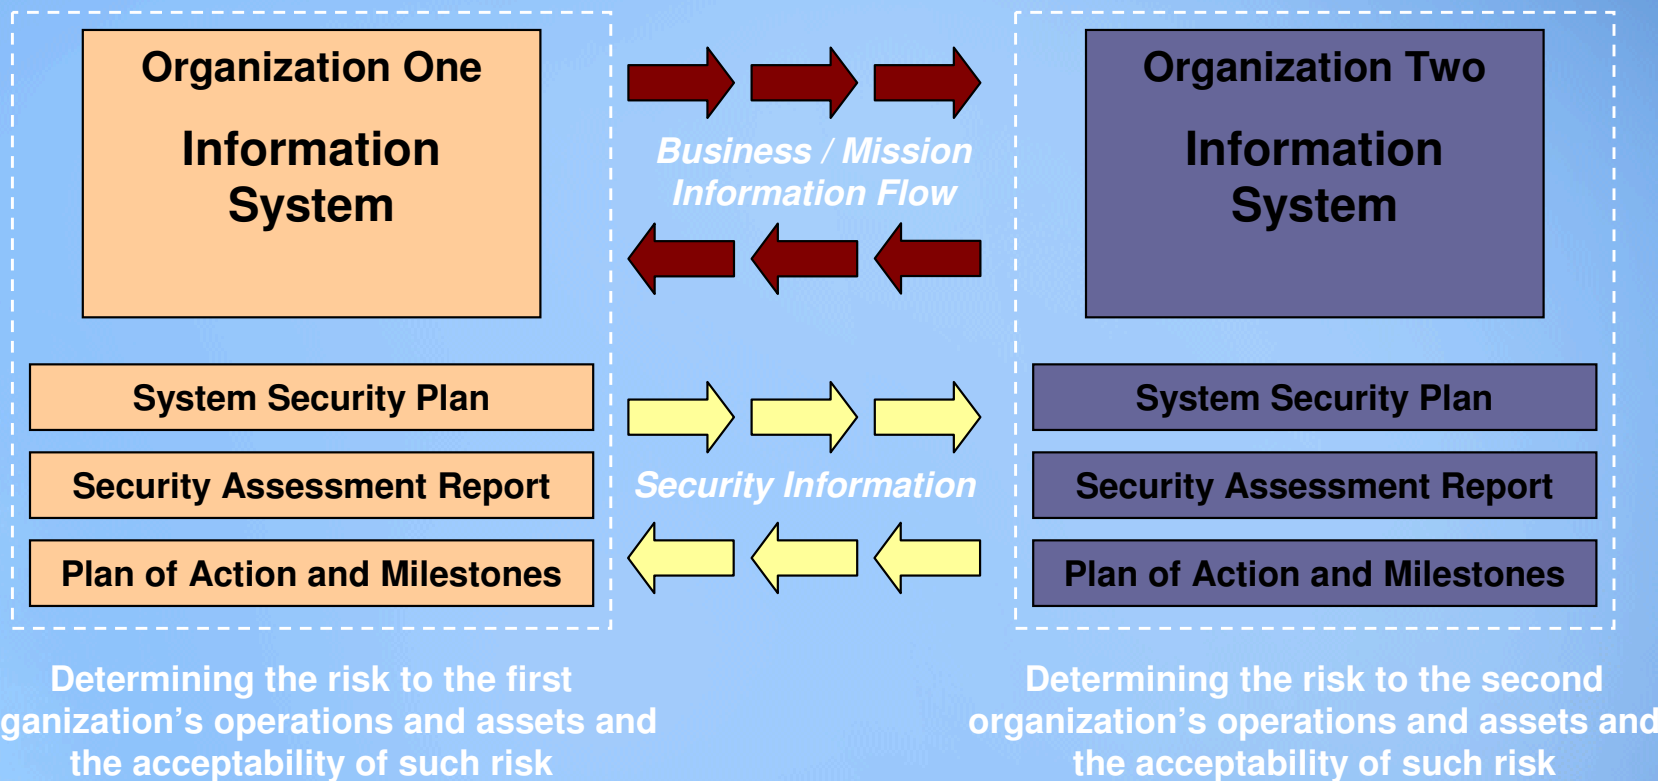 Organization One
Information
System
System Security Plan
Security Assessment Report
Plan of Action and Milestones
Determining the risk to the first
ganization’s operations and assets and
the acceptability of such risk
Business / Mission
Information Flow
Security Information
Organization Two
Information
System
System Security Plan
Security Assessment Report
Plan of Action and Milestones
Determining the risk to the second
organization’s operations and assets and
the acceptability of such risk